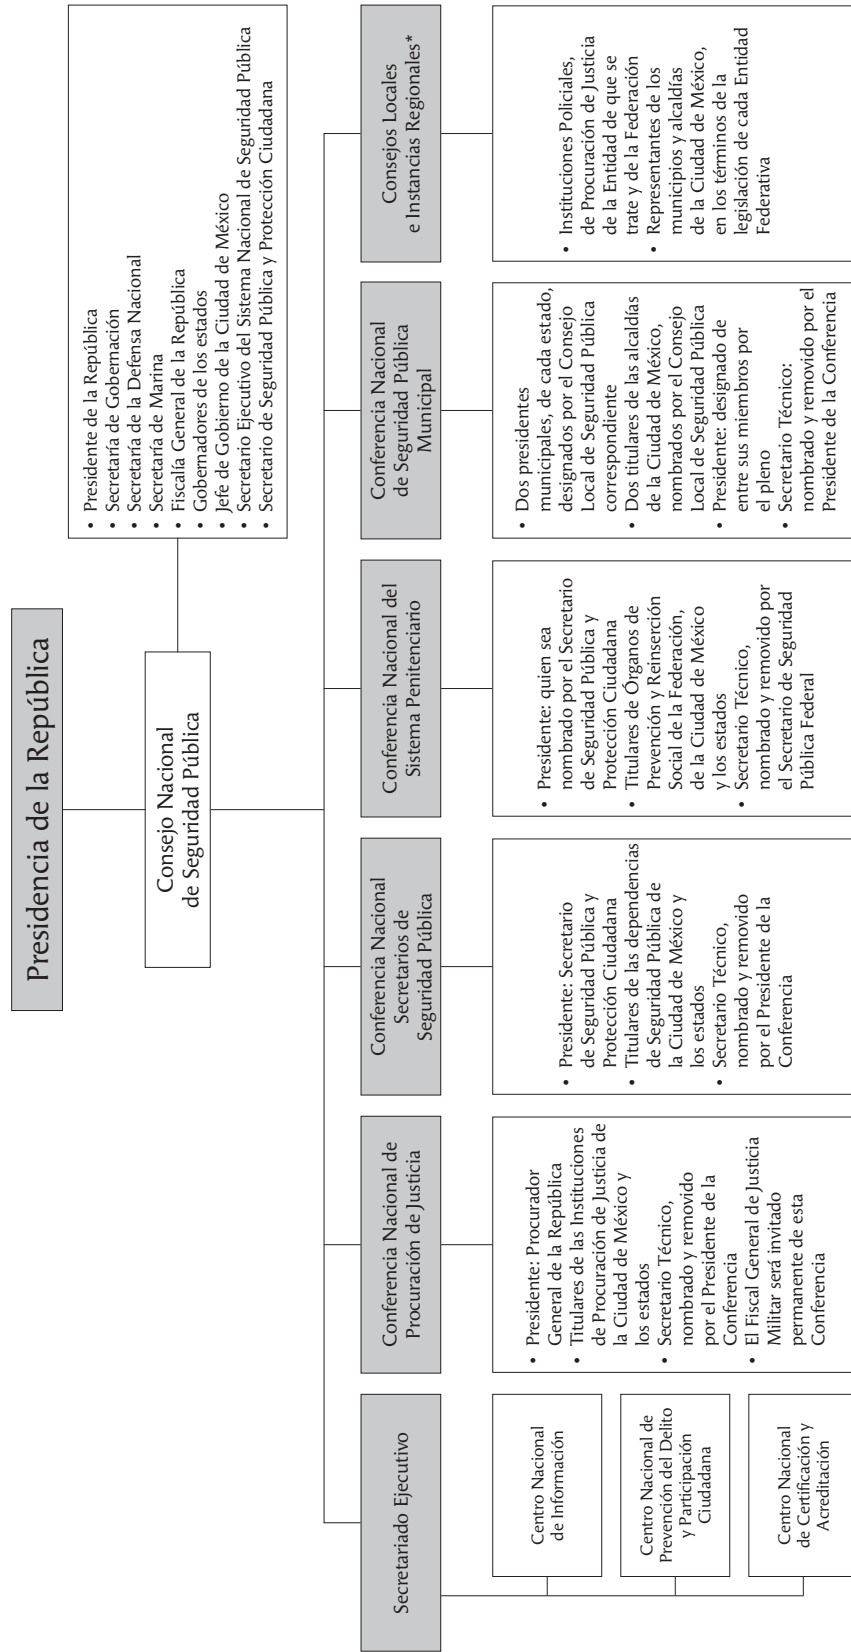 Presidencia de la República
Consejo Nacional
de Seguridad Pública
• Presidente de la República
• Secretaría de Gobernación
• Secretaría de la Defensa Nacional
• Secretaría de Marina
• Fiscalía General de la República
• Gobernadores de los estados
• Jefe de Gobierno de la Ciudad de México
• Secretario Ejecutivo del Sistema Nacional de Seguridad Pública
• Secretario de Seguridad Pública y Protección Ciudadana
Secretariado Ejecutivo
Centro Nacional
de Información
Centro Nacional de
Prevención del Delito
y Participación
Ciudadana
Centro Nacional
de Certificación y
Acreditación
Conferencia Nacional de
Procuración de Justicia
• Presidente: Procurador
General de la República
• Titulares de las Instituciones
de Procuración de Justicia de
la Ciudad de México y
los estados
• Secretario Técnico,
nombrado y removido
por el Presidente de la
Conferencia
• El Fiscal General de Justicia
Militar será invitado
permanente de esta
Conferencia
Conferencia Nacional
Secretarios de
Seguridad Pública
• Presidente: Secretario
de Seguridad Pública y
Protección Ciudadana
• Titulares de las dependencias
de Seguridad Pública de
la Ciudad de México y
los estados
• Secretario Técnico,
nombrado y removido
por el Presidente de la
Conferencia
Conferencia Nacional del
Sistema Penitenciario
• Presidente: quien sea
nombrado por el Secretario
de Seguridad Pública y
Protección Ciudadana
• Titulares de Órganos de
Prevención y Reinserción
Social de la Federación,
de la Ciudad de México
y los estados
• Secretario Técnico,
nombrado y removido por
el Secretario de Seguridad
Pública Federal
Conferencia Nacional
de Seguridad Pública
Municipal
• Dos presidentes
municipales, de cada estado,
designados por el Consejo
Local de Seguridad Pública
correspondiente
• Dos titulares de las alcaldías
de la Ciudad de México,
nombrados por el Consejo
Local de Seguridad Pública
• Presidente: designado de
entre sus miembros por
el pleno
• Secretario Técnico:
nombrado y removido por el
Presidente de la Conferencia
Consejos Locales
e Instancias Regionales*
• Instituciones Policiales,
de Procuración de Justicia
de la Entidad de que se
trate y de la Federación
• Representantes de los
municipios y alcaldías
de la Ciudad de México,
en los términos de la
legislación de cada Entidad
Federativa